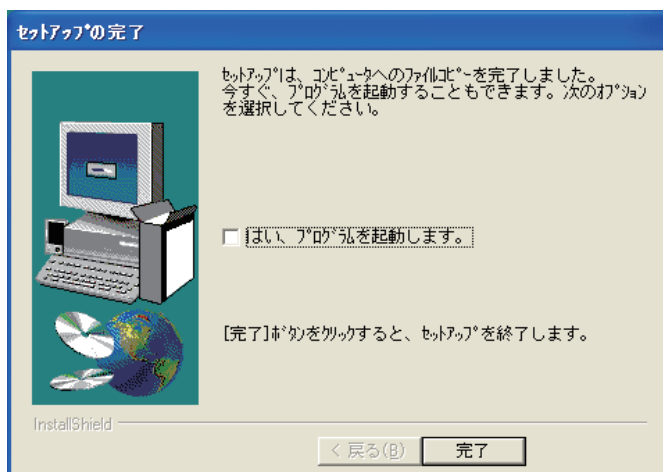 ｾｯﾄｱｯﾌﾟの完了
ｾｯﾄｱｯﾌﾟは、ｺﾝﾋﾟｭｰﾀへのﾌｧｲﾙｺﾋﾟｰを完了しました。
今すぐ、ﾌﾟﾛｸﾞﾗﾑを起動することもできます。次のｵﾌﾟｼｮﾝ
を選択してください。
はい、ﾌﾟﾛｸﾞﾗﾑを起動します。
[完了]ﾎﾞﾀﾝをｸﾘｯｸすると、ｾｯﾄｱｯﾌﾟを終了します。
InstallShield
< 戻る(B) 完了